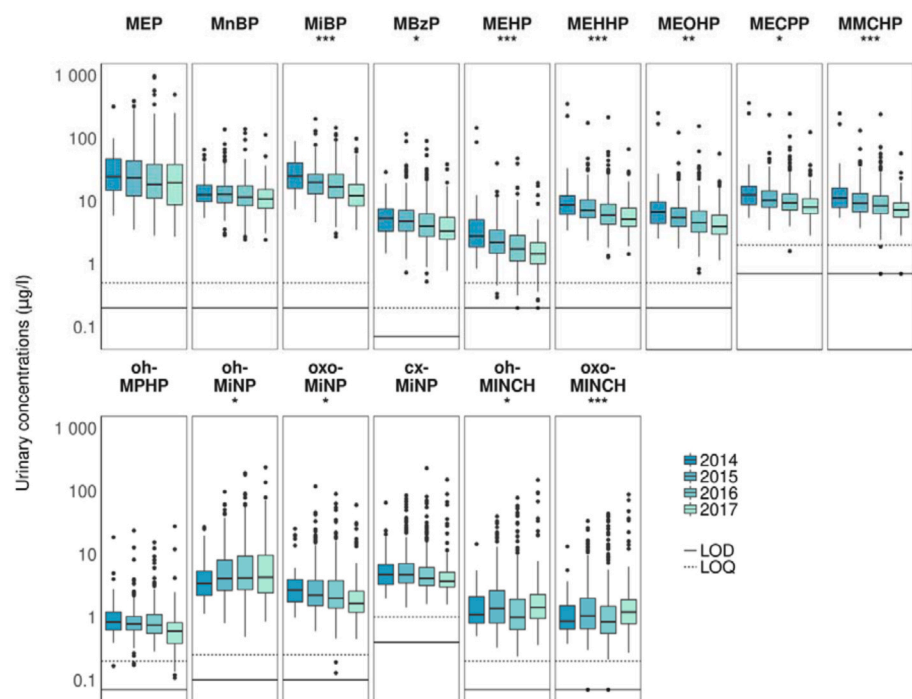 MEP MnBP MiBP MBzP MEHP MEHHP MEOHP MECPP MMCHP
*** * *** *** ** * ***
1 000
100
10
1
0.1
Urinary concentrations (µg/l)
oh- oh- oxo- cx- oh- oxo-
MPHP MiNP MiNP MiNP MINCH MINCH
* * * ***
1 000
100
10
1
0.1
2014
2015
2016
2017
LOD
LOQ